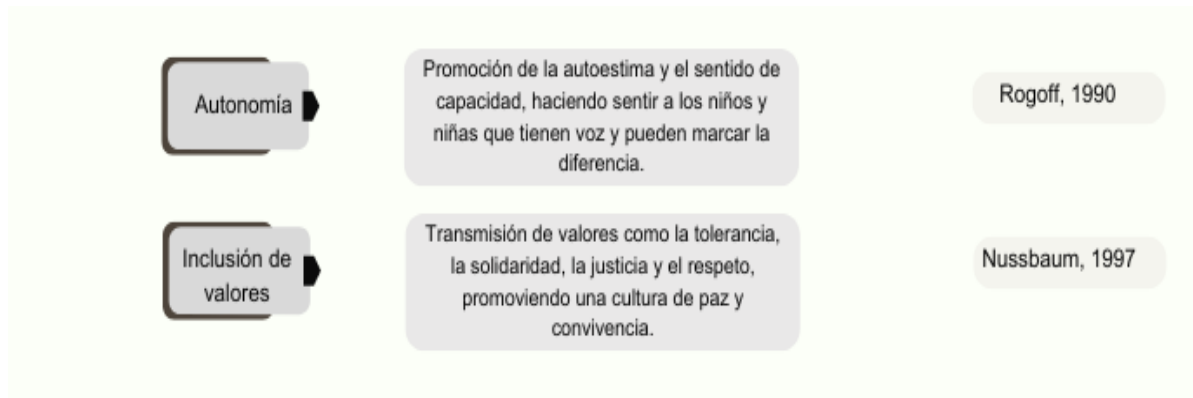 Autonomía
Promoción de la autoestima y el sentido de
capacidad, haciendo sentir a los niños y
niñas que tienen voz y pueden marcar la
diferencia.
Rogoff, 1990
Inclusión de
valores
Transmisión de valores como la tolerancia,
la solidaridad, la justicia y el respeto,
promoviendo una cultura de paz y
convivencia.
Nussbaum, 1997